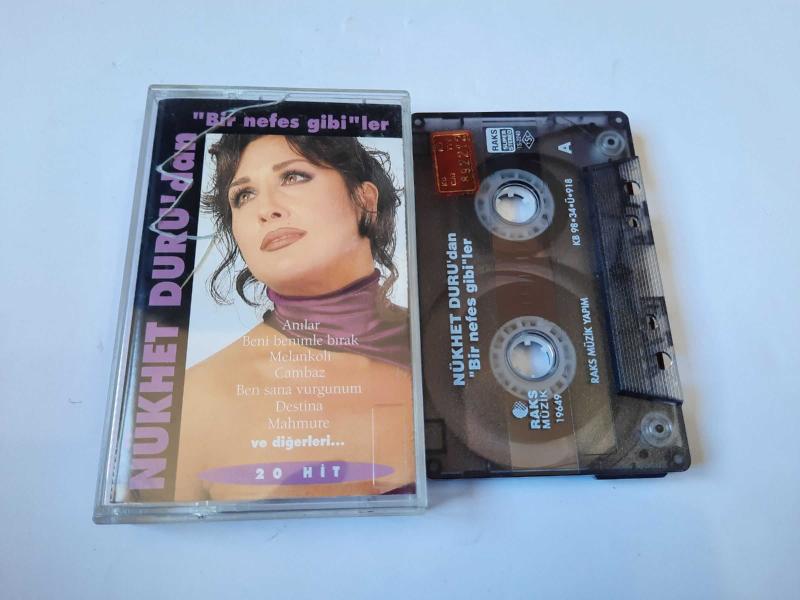 "Bir nefes gibi"ler
NÜKHET DURU'dan
Anılar
Beni benimle bırak
Melankoli
Cambaz
Ben sana vurgunum
Destina
Mahmure
ve diğerleri...
20 HİT
RAKS
A
KB 98•34•Ü•918
NÜKHET DURU'dan
"Bir nefes gibi"ler
RAKS MÜZİK YAPIM
RAKS
MÜZİK
19649